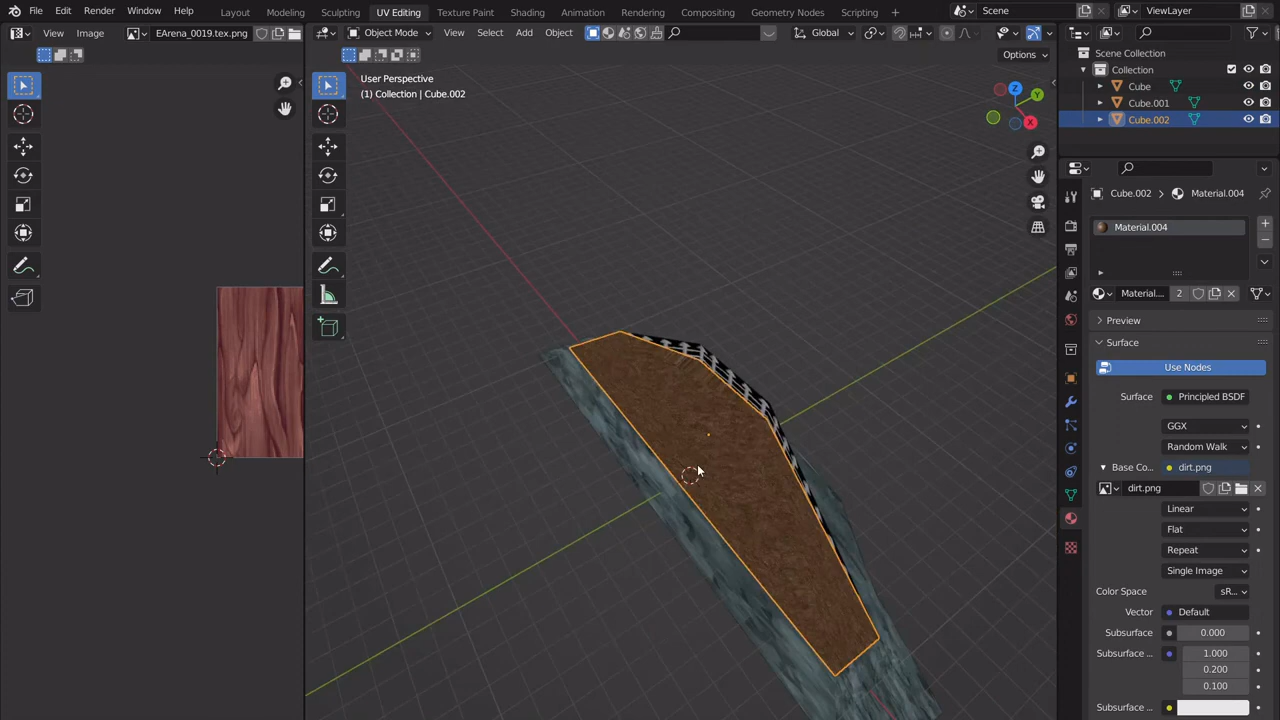 File Edit Render Window Help Layout Modeling Sculpting UV Editing Texture Paint Shading Animation Rendering Compositing Geometry Nodes Scripting Scene ViewLayer
View Image EArena_0019.tex.png Object Mode View Select Add Object Global
Options
User Perspective
(1) Collection | Cube.002
Z
Y
X
Scene Collection
Collection
Cube
Cube.001
Cube.002
Cube.002 Material.004
Material.004
Material.... 2
Preview
Surface
Use Nodes
Surface Principled BSDF
GGX
Random Walk
Base Co... dirt.png
dirt.png
Linear
Flat
Repeat
Single Image
Color Space sR...
Vector Default
Subsurface 0.000
Subsurface ... 1.000
0.200
0.100
Subsurface ...